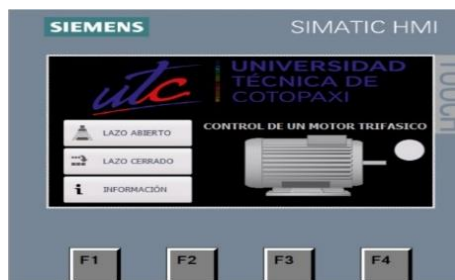 SIEMENS
SIMATIC HMI
TOUCH
utc
UNIVERSIDAD
TÉCNICA DE
COTOPAXI
CONTROL DE UN MOTOR TRIFASICO
LAZO ABIERTO
LAZO CERRADO
i INFORMACIÓN
F1
F2
F3
F4